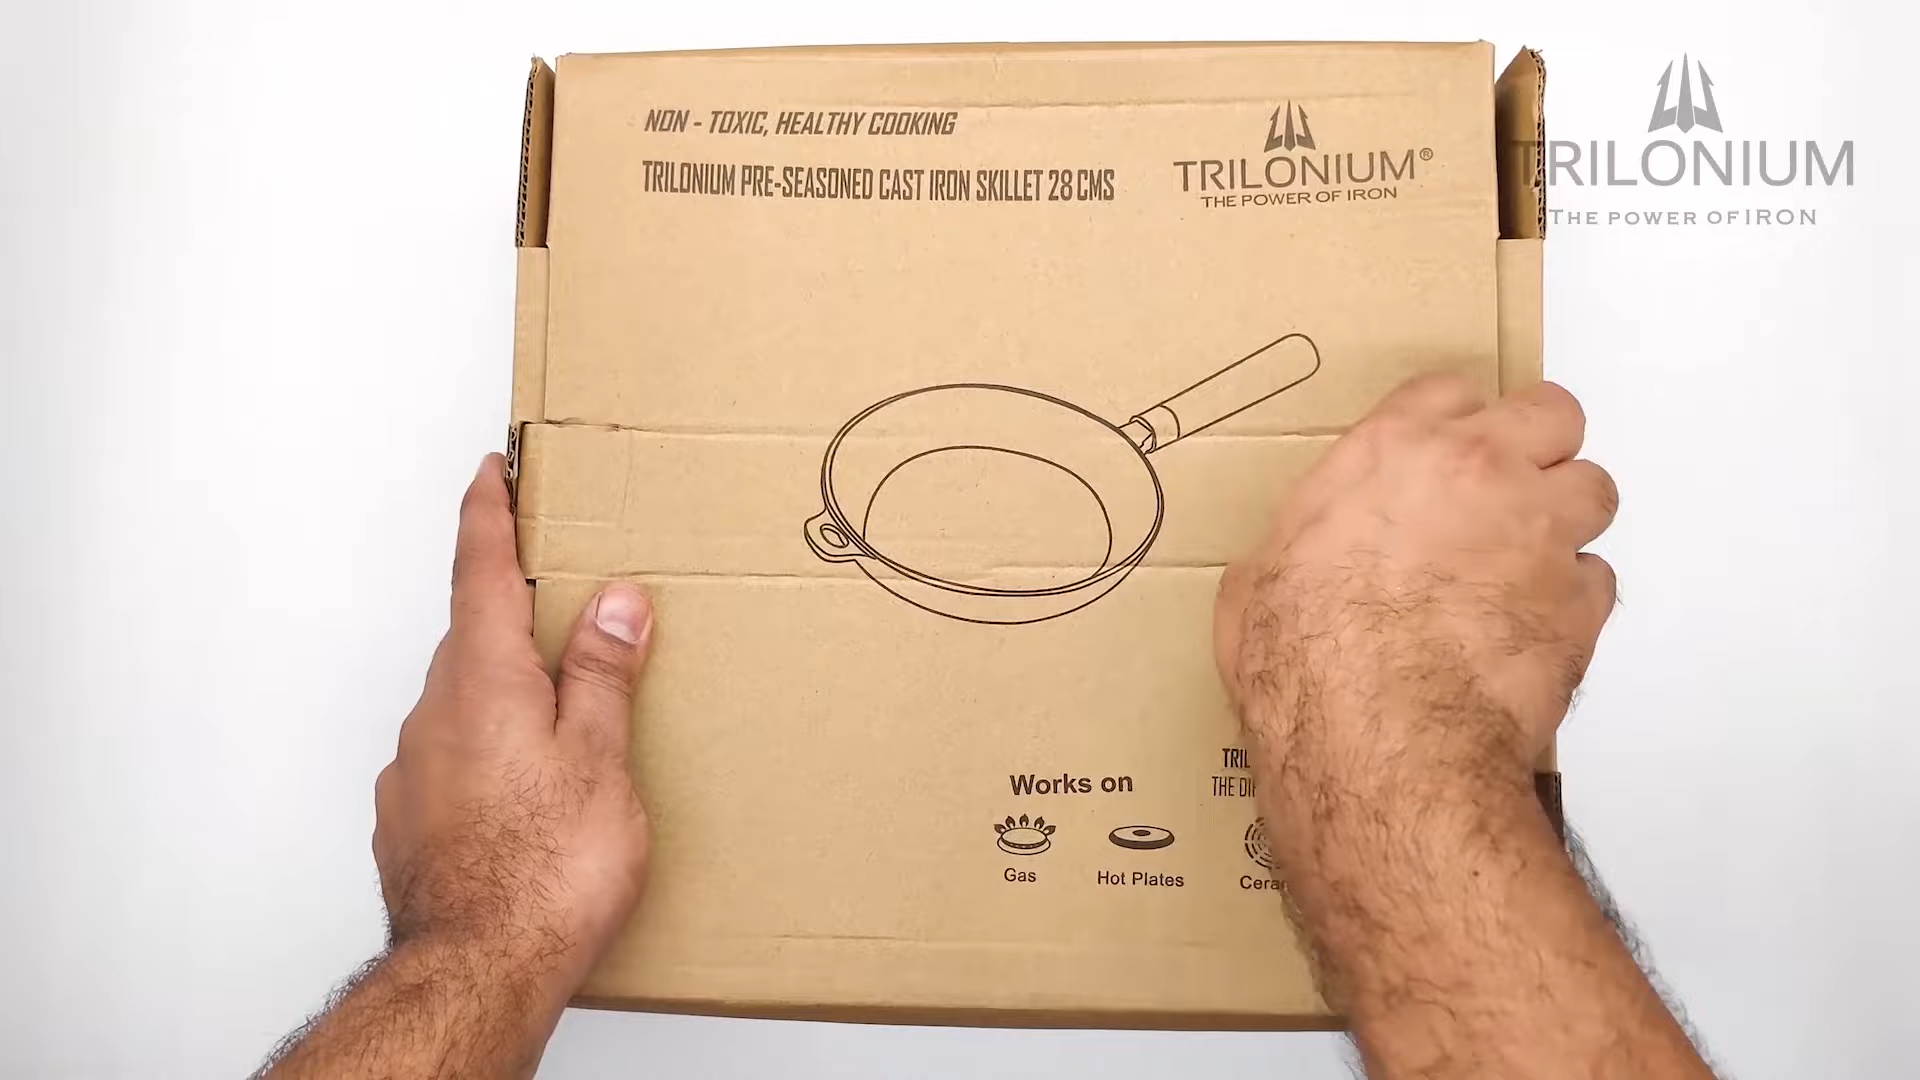 NON - TOXIC, HEALTHY COOKING
TRILONIUM PRE-SEASONED CAST IRON SKILLET 28 CMS
TRILONIUM®
THE POWER OF IRON
TRILONIUM
THE POWER OF IRON
Works on
Gas
Hot Plates
THE